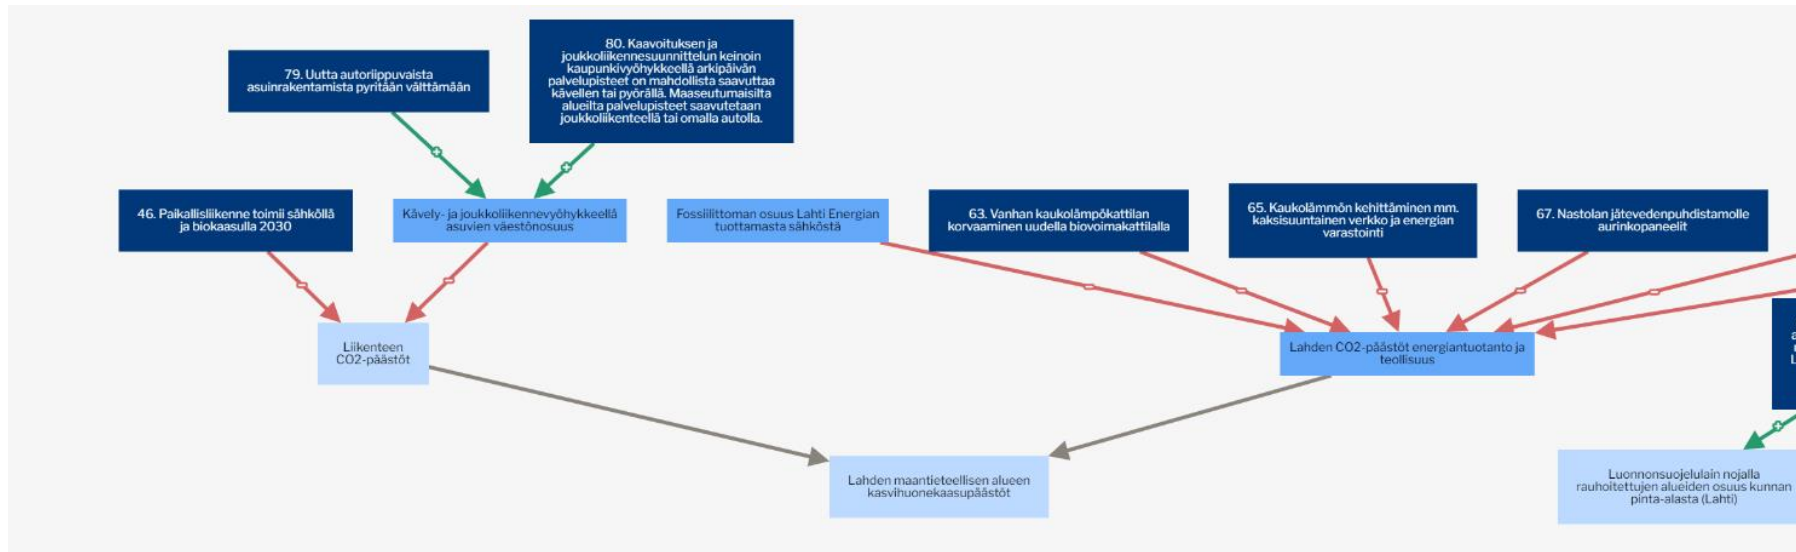 79. Uutta autoriippuvaista
asuinrakentamista pyritään välttämään
80. Kaavoituksen ja
joukkoliikennesuunnittelun keinoin
kaupunkivyöhykkeellä arkipäivän
palvelupisteet on mahdollista saavuttaa
kävellen tai pyörällä. Maaseutumaisilta
alueilta palvelupisteet saavutetaan
joukkoliikenteellä tai omalla autolla.
46. Paikallisliikenne toimii sähköllä
ja biokaasulla 2030
Kävely- ja joukkoliikennevyöhykkeellä
asuvien väestönosuus
Fossiilittoman osuus Lahti Energian
tuottamasta sähköstä
63. Vanhan kaukolämpökattilan
korvaaminen uudella biovoimakattilalla
65. Kaukolämmön kehittäminen mm.
kaksisuuntainen verkko ja energian
varastointi
67. Nastolan jätevedenpuhdistamolle
aurinkopaneelit
Liikenteen
CO2-päästöt
Lahden CO2-päästöt energiantuotanto ja
teollisuus
Lahden maantieteellisen alueen
kasvihuonekaasupäästöt
Luonnonsuojelulain nojalla
rauhoitettujen alueiden osuus kunnan
pinta-alasta (Lahti)